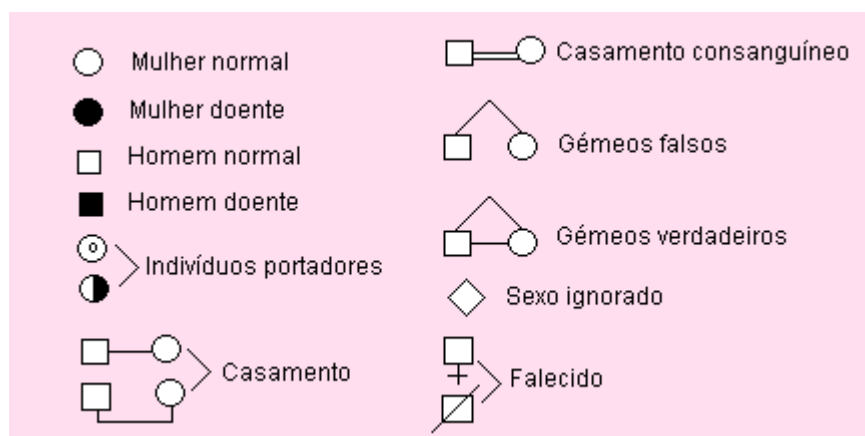 Mulher normal
Mulher doente
Homem normal
Homem doente
Indivíduos portadores
Casamento
Casamento consanguíneo
Gémeos falsos
Gémeos verdadeiros
Sexo ignorado
Falecido